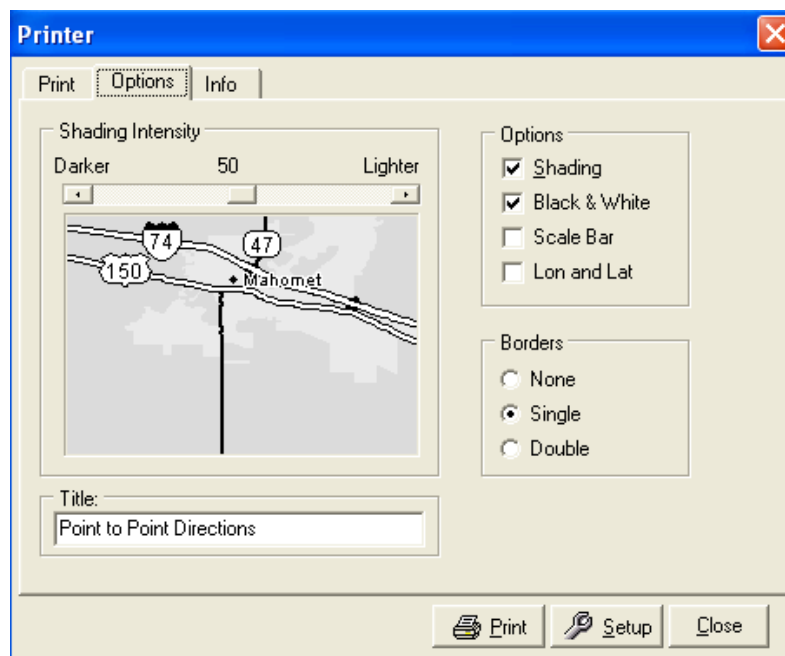 Printer
Print Options Info
Shading Intensity
Darker 50 Lighter
74
47
150
Mahomet
Title:
Point to Point Directions
Options
Shading
Black & White
Scale Bar
Lon and Lat
Borders
None
Single
Double
Print Setup Close